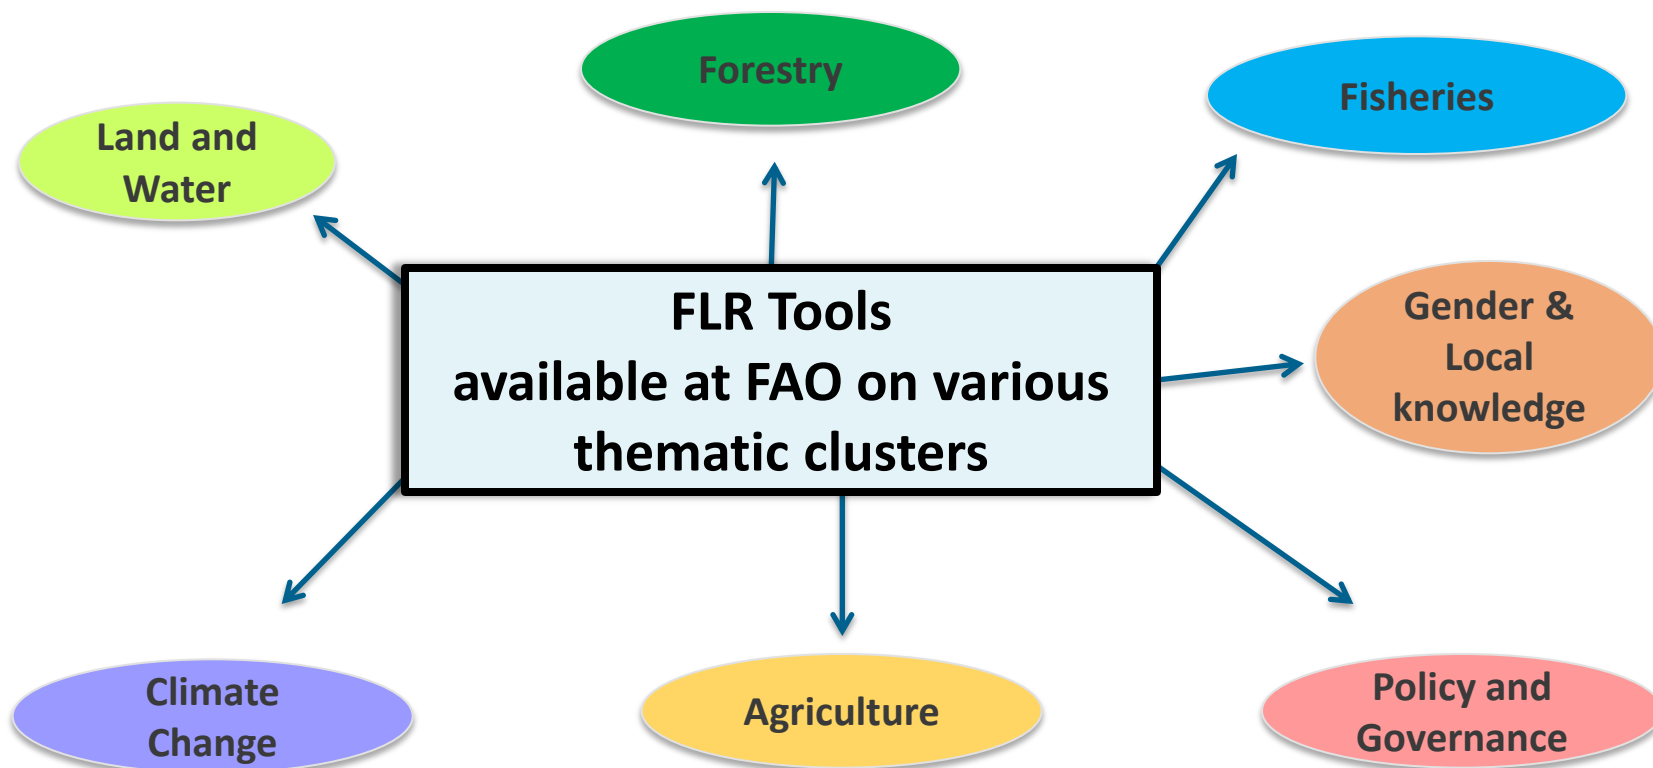 Forestry
Fisheries
Land and
Water
FLR Tools
available at FAO on various
thematic clusters
Gender &
Local
knowledge
Climate
Change
Agriculture
Policy and
Governance